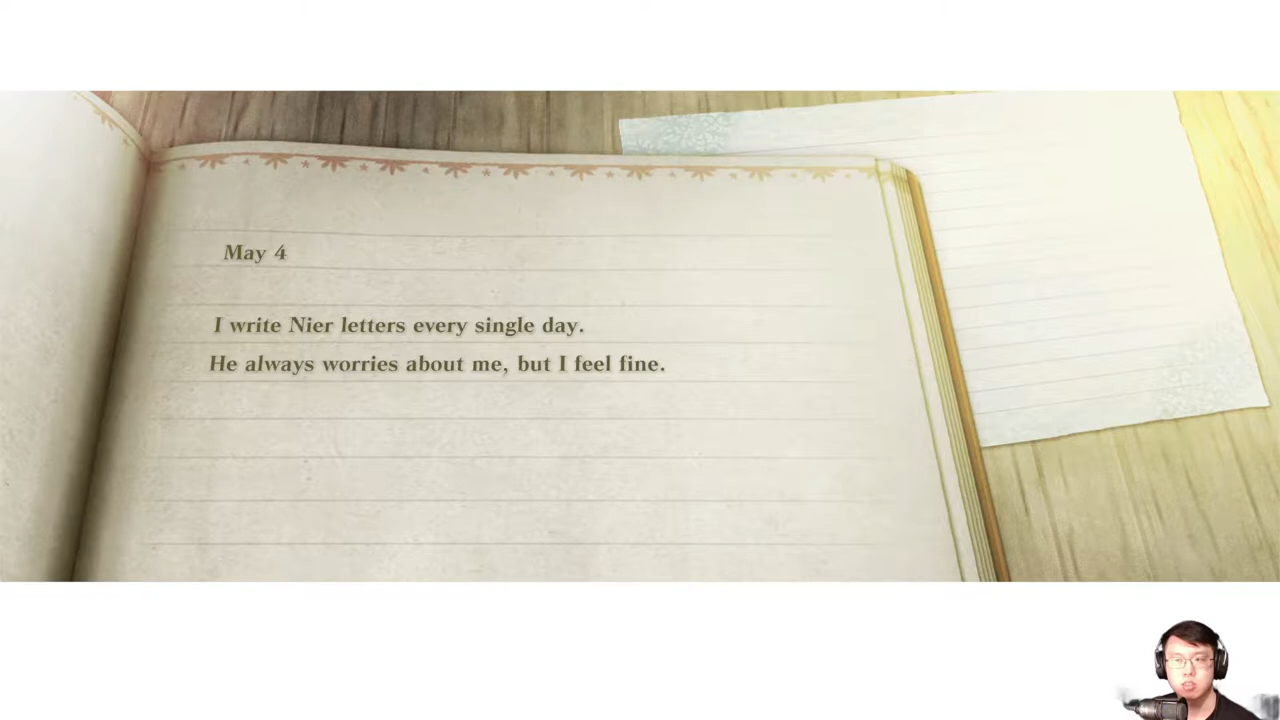 May 4
I write Nier letters every single day.
He always worries about me, but I feel fine.